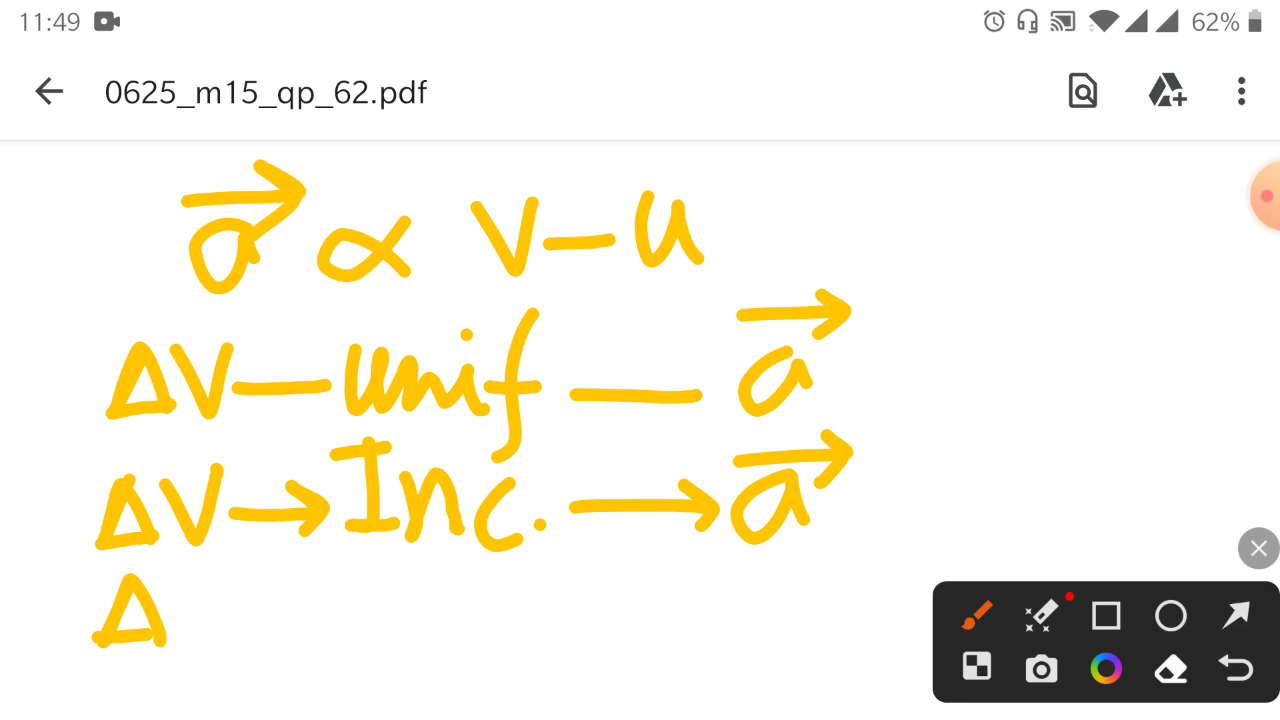 11:49 62%
0625_m15_qp_62.pdf
a⃗ ∝ V-u
ΔV — unif — a⃗
ΔV → Inc. → a⃗
Δ